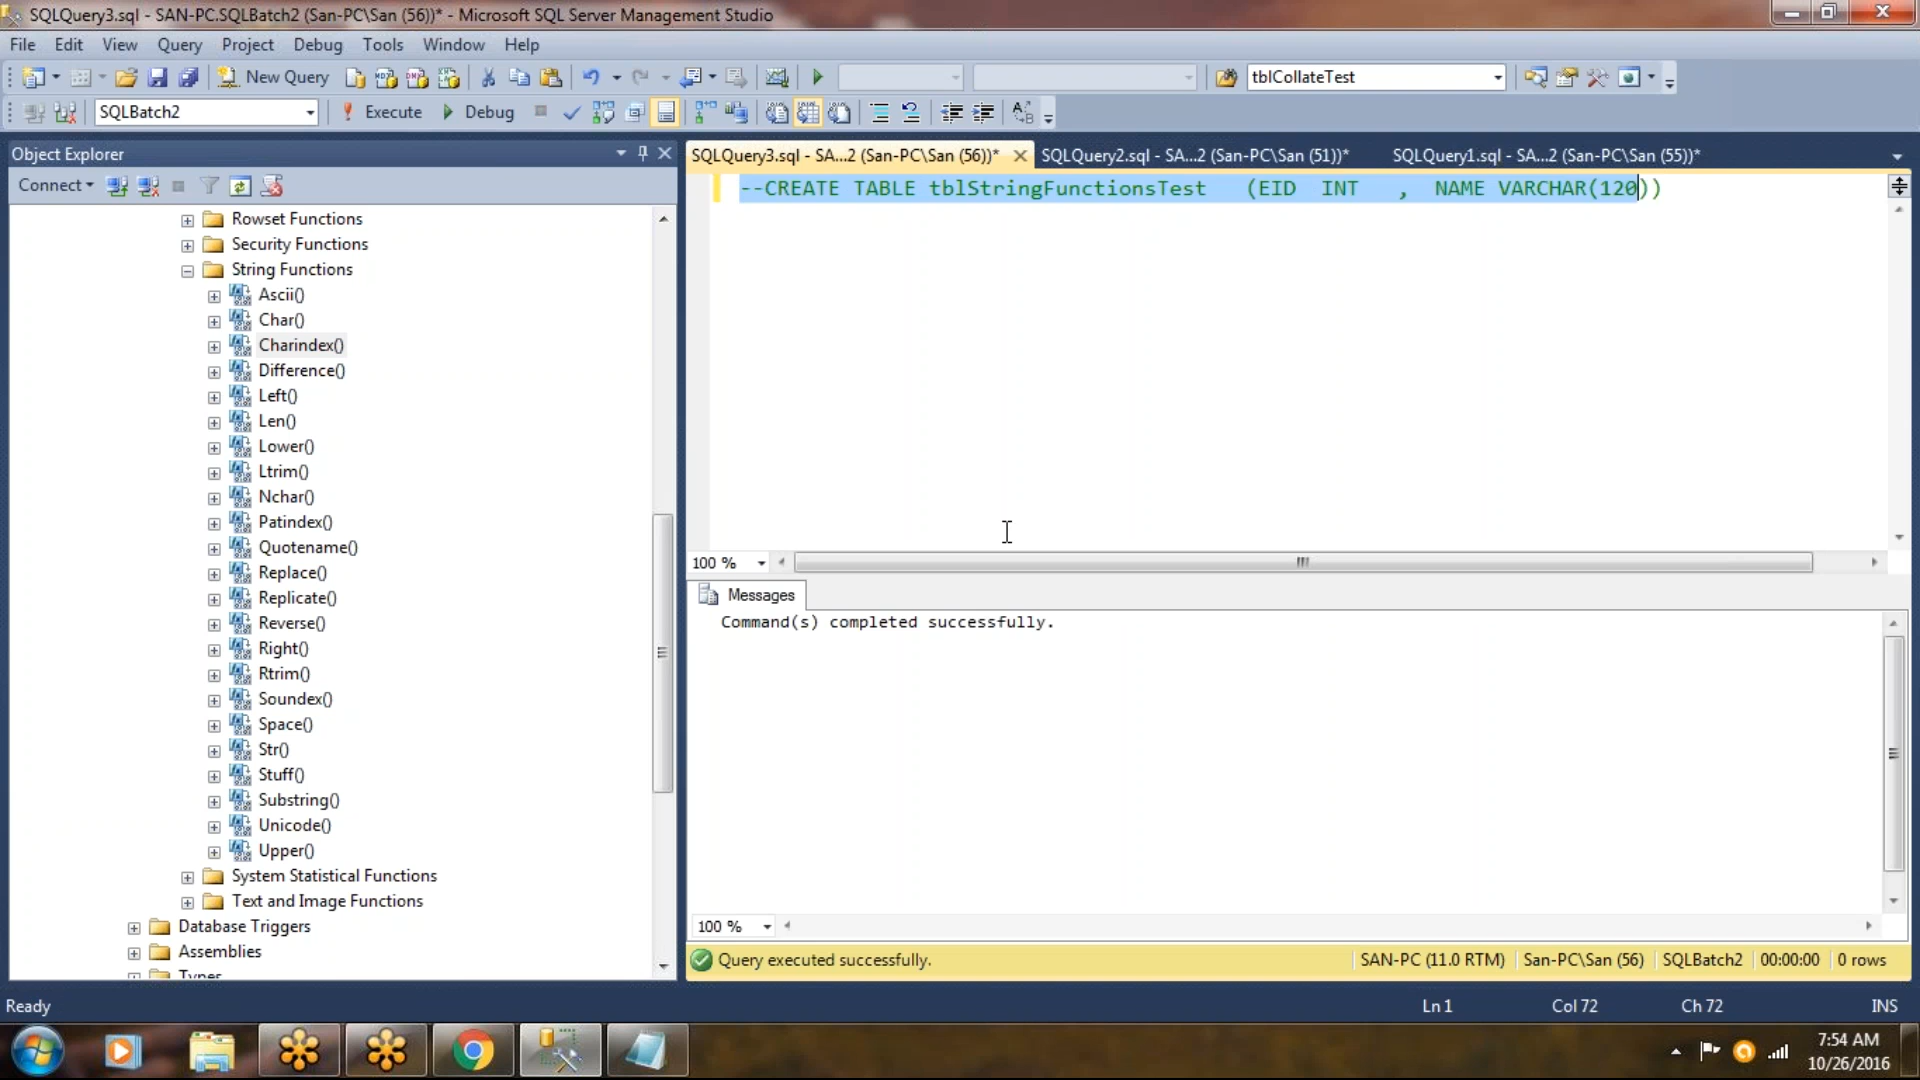 SQLQuery3.sql - SAN-PC.SQLBatch2 (San-PC\San (56))* - Microsoft SQL Server Management Studio
File Edit View Query Project Debug Tools Window Help
New Query tblCollateTest
SQLBatch2 Execute Debug
Object Explorer
SQLQuery3.sql - SA...2 (San-PC\San (56))* SQLQuery2.sql - SA...2 (San-PC\San (51))* SQLQuery1.sql - SA...2 (San-PC\San (55))*
Connect
--CREATE TABLE tblStringFunctionsTest (EID INT , NAME VARCHAR(120))
Rowset Functions
Security Functions
String Functions
Ascii()
Char()
Charindex()
Difference()
Left()
Len()
Lower()
Ltrim()
Nchar()
Patindex()
Quotename()
Replace()
Replicate()
Reverse()
Right()
Rtrim()
Soundex()
Space()
Str()
Stuff()
Substring()
Unicode()
Upper()
System Statistical Functions
Text and Image Functions
Database Triggers
Assemblies
Types
100 %
Messages
Command(s) completed successfully.
100 %
Query executed successfully. SAN-PC (11.0 RTM) San-PC\San (56) SQLBatch2 00:00:00 0 rows
Ready Ln 1 Col 72 Ch 72 INS
7:54 AM
10/26/2016